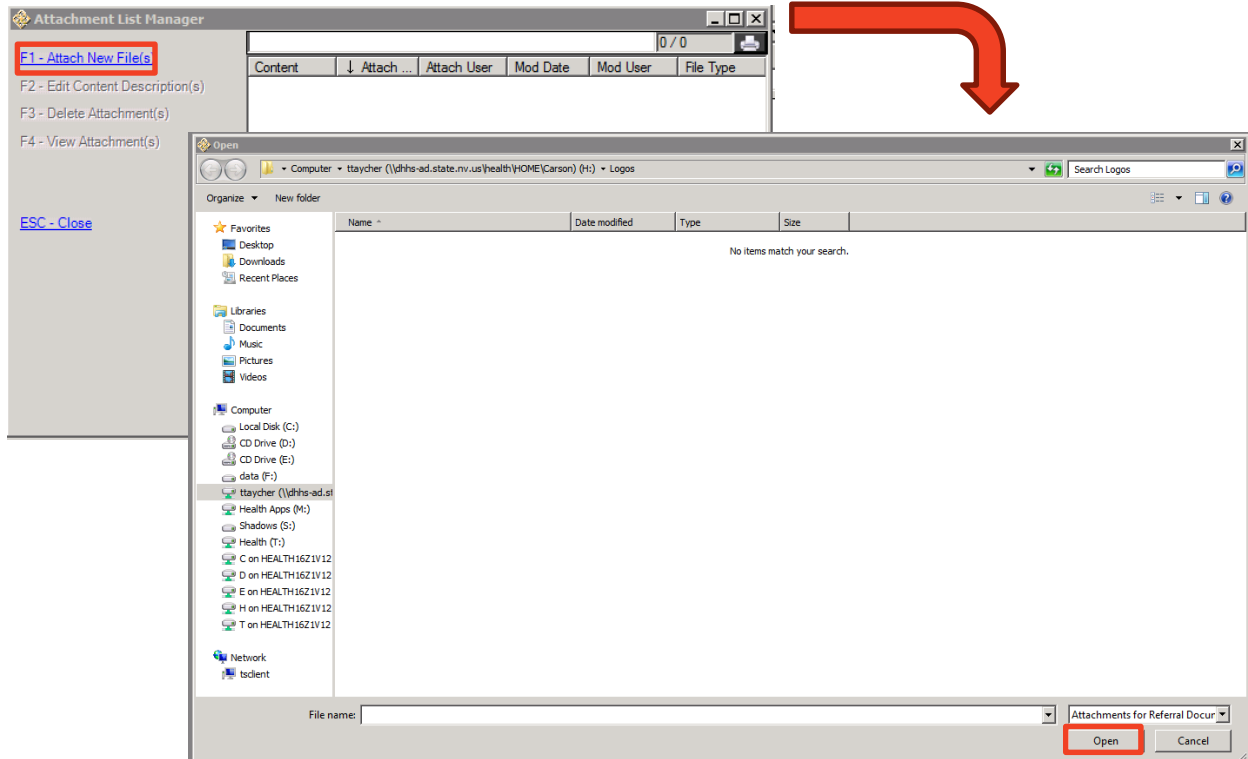 Attachment List Manager
0 / 0
F1 - Attach New File(s)
Content ↓ Attach ... Attach User Mod Date Mod User File Type
F2 - Edit Content Description(s)
F3 - Delete Attachment(s)
F4 - View Attachment(s)
ESC - Close
Open
Computer ttaycher (\\dhhs-ad.state.nv.us\health\HOME\Carson) (H:) Logos
Search Logos
Organize New folder
Name Date modified Type Size
No items match your search.
Favorites
Desktop
Downloads
Recent Places
Libraries
Documents
Music
Pictures
Videos
Computer
Local Disk (C:)
CD Drive (D:)
CD Drive (E:)
data (F:)
ttaycher (\\dhhs-ad.st
Health Apps (M:)
Shadows (S:)
Health (T:)
C on HEALTH16Z1V12
D on HEALTH16Z1V12
E on HEALTH16Z1V12
H on HEALTH16Z1V12
T on HEALTH16Z1V12
Network
tsclient
File name:
Attachments for Referral Docur
Open Cancel